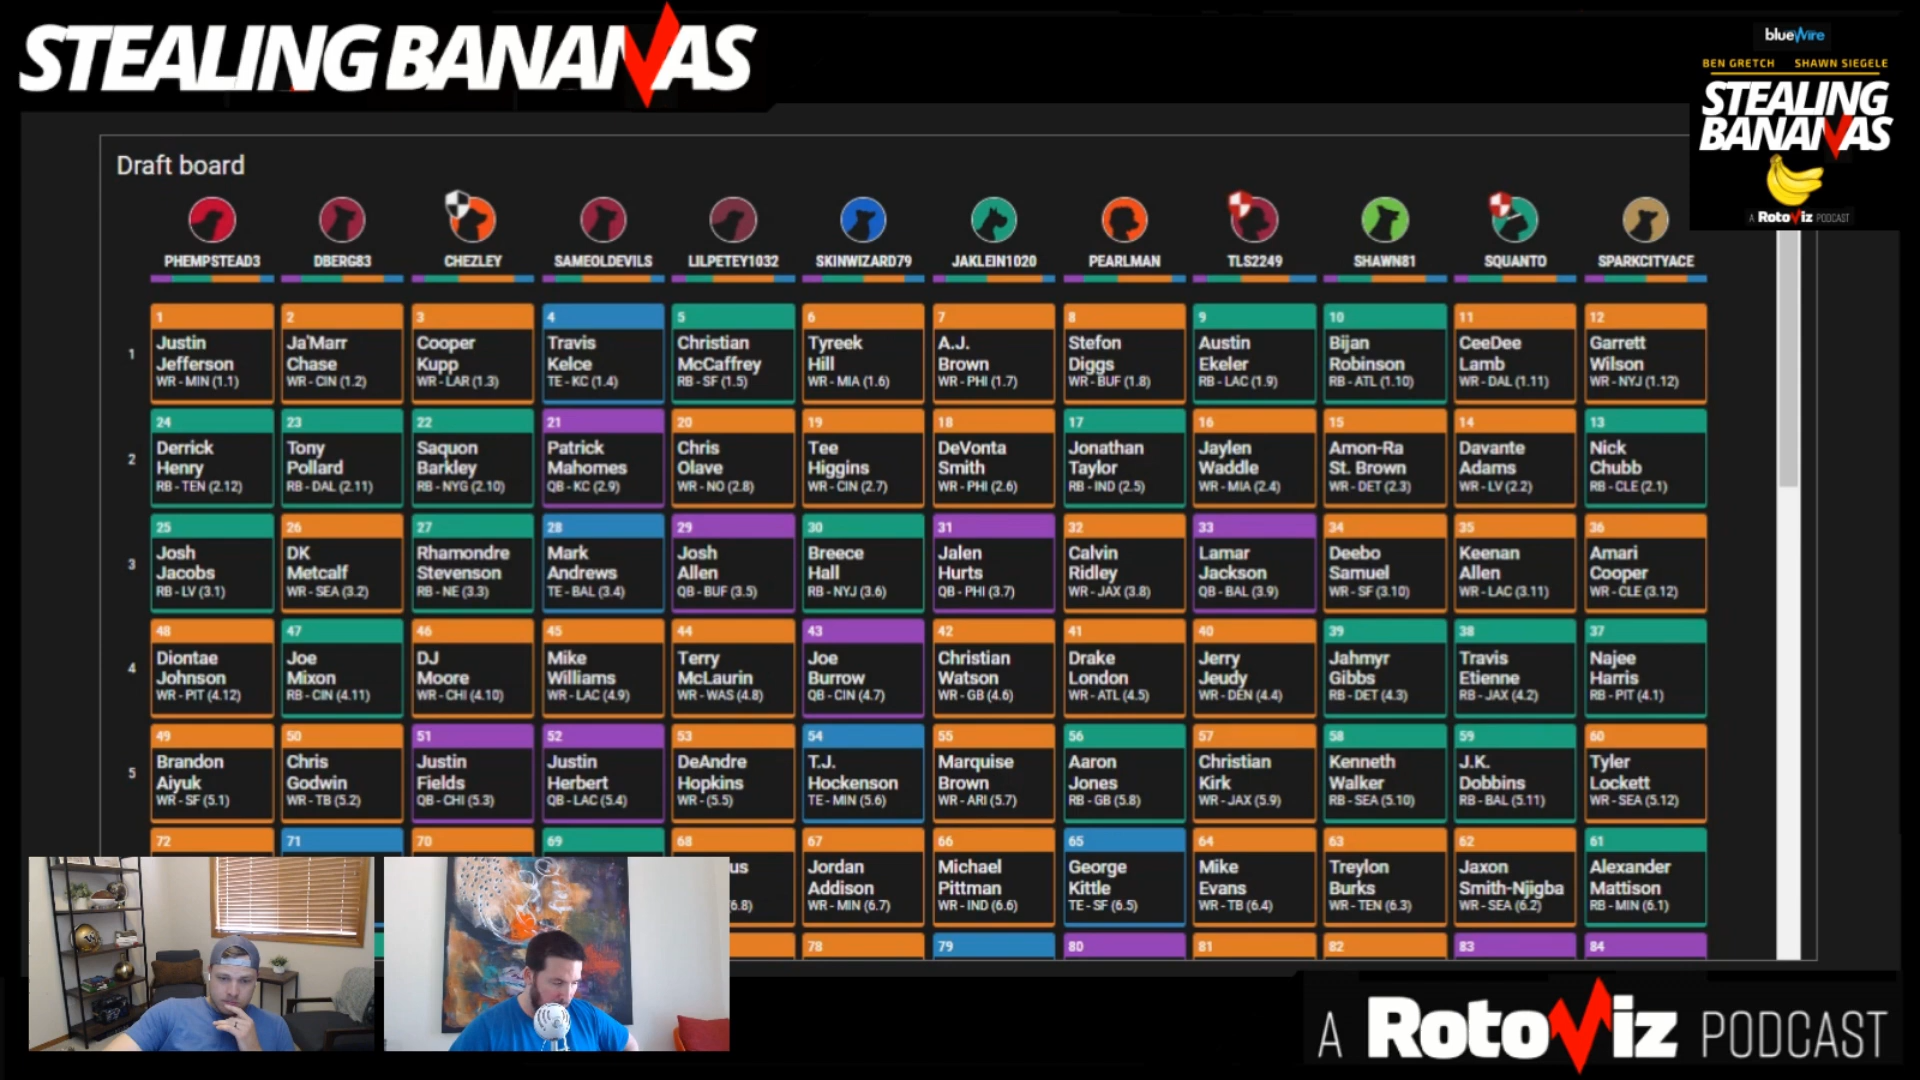 STEALING BANANAS
blueWire
BEN GRETCH SHAWN SIEGELE
STEALING
BANANAS
A RotoViz PODCAST
Draft board
PHEMPSTEAD3 DBERG83 CHEZLEY SAMEOLDEVILS LILPETEY1032 SKINWIZARD79 JAKLEIN1020 PEARLMAN TLS2249 SHAWN81 SQUANTO SPARKCITYACE
1 2 3 4 5 6 7 8 9 10 11 12
1
Justin Ja'Marr Cooper Travis Christian Tyreek A.J. Stefon Austin Bijan CeeDee Garrett
Jefferson Chase Kupp Kelce McCaffrey Hill Brown Diggs Ekeler Robinson Lamb Wilson
WR - MIN (1.1) WR - CIN (1.2) WR - LAR (1.3) TE - KC (1.4) RB - SF (1.5) WR - MIA (1.6) WR - PHI (1.7) WR - BUF (1.8) RB - LAC (1.9) RB - ATL (1.10) WR - DAL (1.11) WR - NYJ (1.12)
24 23 22 21 20 19 18 17 16 15 14 13
2
Derrick Tony Saquon Patrick Chris Tee DeVonta Jonathan Jaylen Amon-Ra Davante Nick
Henry Pollard Barkley Mahomes Olave Higgins Smith Taylor Waddle St. Brown Adams Chubb
RB - TEN (2.12) RB - DAL (2.11) RB - NYG (2.10) QB - KC (2.9) WR - NO (2.8) WR - CIN (2.7) WR - PHI (2.6) RB - IND (2.5) WR - MIA (2.4) WR - DET (2.3) WR - LV (2.2) RB - CLE (2.1)
25 26 27 28 29 30 31 32 33 34 35 36
3
Josh DK Rhamondre Mark Josh Breece Jalen Calvin Lamar Deebo Keenan Amari
Jacobs Metcalf Stevenson Andrews Allen Hall Hurts Ridley Jackson Samuel Allen Cooper
RB - LV (3.1) WR - SEA (3.2) RB - NE (3.3) TE - BAL (3.4) QB - BUF (3.5) RB - NYJ (3.6) QB - PHI (3.7) WR - JAX (3.8) QB - BAL (3.9) WR - SF (3.10) WR - LAC (3.11) WR - CLE (3.12)
48 47 46 45 44 43 42 41 40 39 38 37
4
Diontae Joe DJ Mike Terry Joe Christian Drake Jerry Jahmyr Travis Najee
Johnson Mixon Moore Williams McLaurin Burrow Watson London Jeudy Gibbs Etienne Harris
WR - PIT (4.12) RB - CIN (4.11) WR - CHI (4.10) WR - LAC (4.9) WR - WAS (4.8) QB - CIN (4.7) WR - GB (4.6) WR - ATL (4.5) WR - DEN (4.4) RB - DET (4.3) RB - JAX (4.2) RB - PIT (4.1)
49 50 51 52 53 54 55 56 57 58 59 60
5
Brandon Chris Justin Justin DeAndre T.J. Marquise Aaron Christian Kenneth J.K. Tyler
Aiyuk Godwin Fields Herbert Hopkins Hockenson Brown Jones Kirk Walker Dobbins Lockett
WR - SF (5.1) WR - TB (5.2) QB - CHI (5.3) QB - LAC (5.4) WR - (5.5) TE - MIN (5.6) WR - ARI (5.7) RB - GB (5.8) WR - JAX (5.9) RB - SEA (5.10) RB - BAL (5.11) WR - SEA (5.12)
72 71 70 69 68 67 66 65 64 63 62 61
us Jordan Michael George Mike Treylon Jaxon Alexander
Addison Pittman Kittle Evans Burks Smith-Njigba Mattison
6.8) WR - MIN (6.7) WR - IND (6.6) TE - SF (6.5) WR - TB (6.4) WR - TEN (6.3) WR - SEA (6.2) RB - MIN (6.1)
78 79 80 81 82 83 84
A RotoViz PODCAST